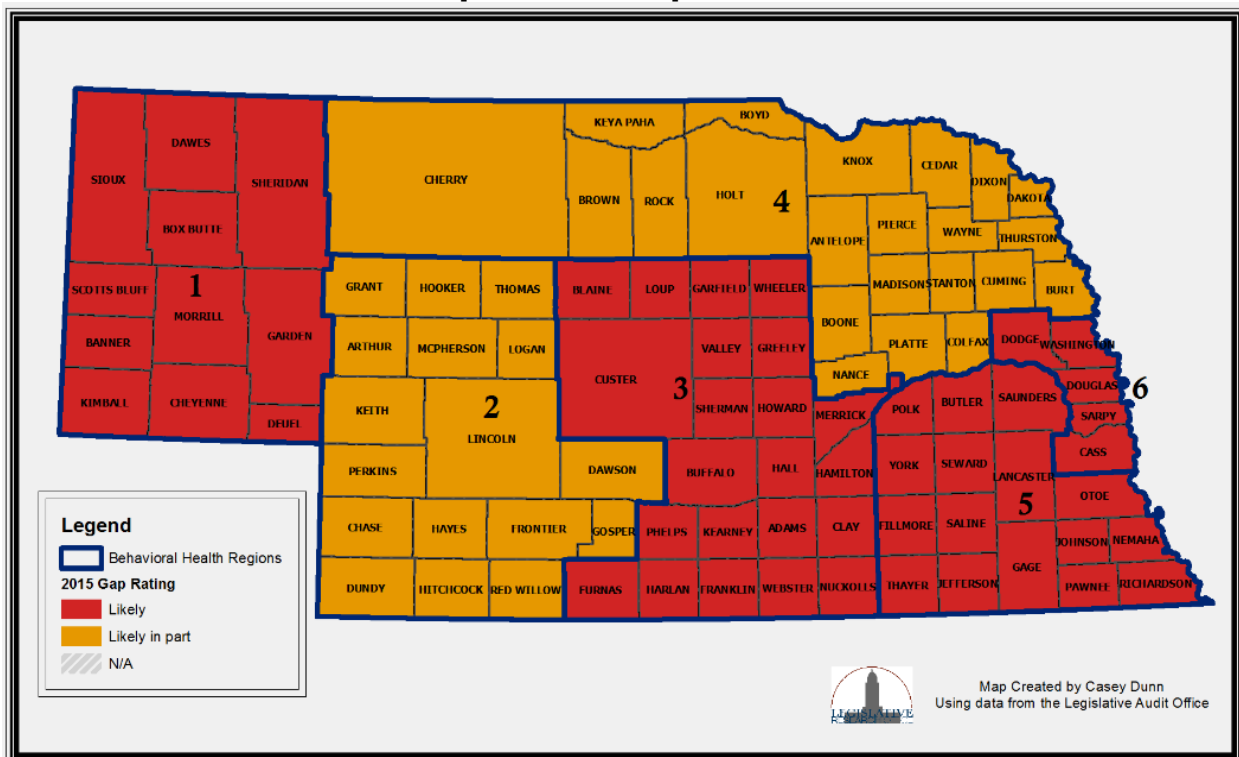 KEYA PAHA
BOYD
DAWES
SIOUX
SHERIDAN
CHERRY
KNOX
CEDAR
DIXON
DAKOTA
BROWN
ROCK
HOLT
4
BOX BUTTE
PIERCE
WAYNE
THURSTON
ANTELOPE
SCOTTS BLUFF
1
MORRILL
GRANT
HOOKER
THOMAS
BLAINE
LOUP
GARFIELD
WHEELER
MADISON
STANTON
CUMING
BURT
GARDEN
BANNER
ARTHUR
MCPHERSON
LOGAN
VALLEY
GREELEY
BOONE
PLATTE
COLFAX
DODGE
WASHINGTON
NANCE
KIMBALL
CHEYENNE
DEUEL
KEITH
2
LINCOLN
CUSTER
3
SHERMAN
HOWARD
MERRICK
POLK
BUTLER
SAUNDERS
DOUGLAS
6
SARPY
PERKINS
DAWSON
BUFFALO
HALL
HAMILTON
YORK
SEWARD
LANCASTER
CASS
5
OTOE
CHASE
HAYES
FRONTIER
GOSPER
PHELPS
KEARNEY
ADAMS
CLAY
FILLMORE
SALINE
JOHNSON
NEMAHA
GAGE
DUNDY
HITCHCOCK
RED WILLOW
FURNAS
HARLAN
FRANKLIN
WEBSTER
NUCKOLLS
THAYER
JEFFERSON
PAWNEE
RICHARDSON
Legend
Behavioral Health Regions
2015 Gap Rating
Likely
Likely in part
N/A
LEGISLATIVE
Map Created by Casey Dunn
Using data from the Legislative Audit Office